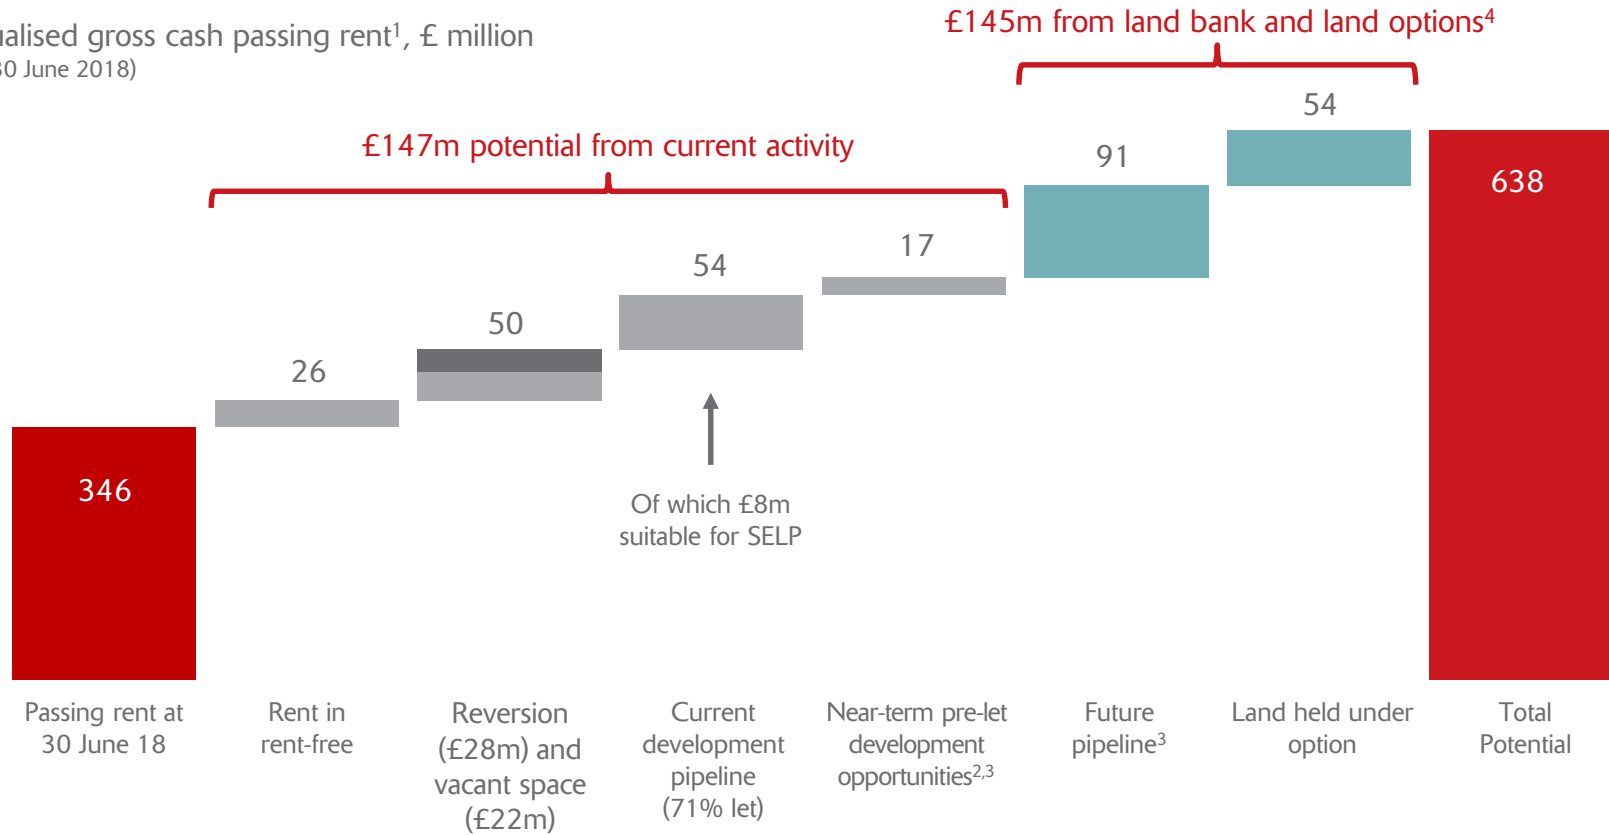 ualised gross cash passing rent¹, £ million
30 June 2018)
£145m from land bank and land options⁴
£147m potential from current activity
346
26
50
54
17
91
54
638
Of which £8m
suitable for SELP
Passing rent at
30 June 18
Rent in
rent-free
Reversion
(£28m) and
vacant space
(£22m)
Current
development
pipeline
(71% let)
Near-term pre-let
development
opportunities²,³
Future
pipeline³
Land held under
option
Total
Potential